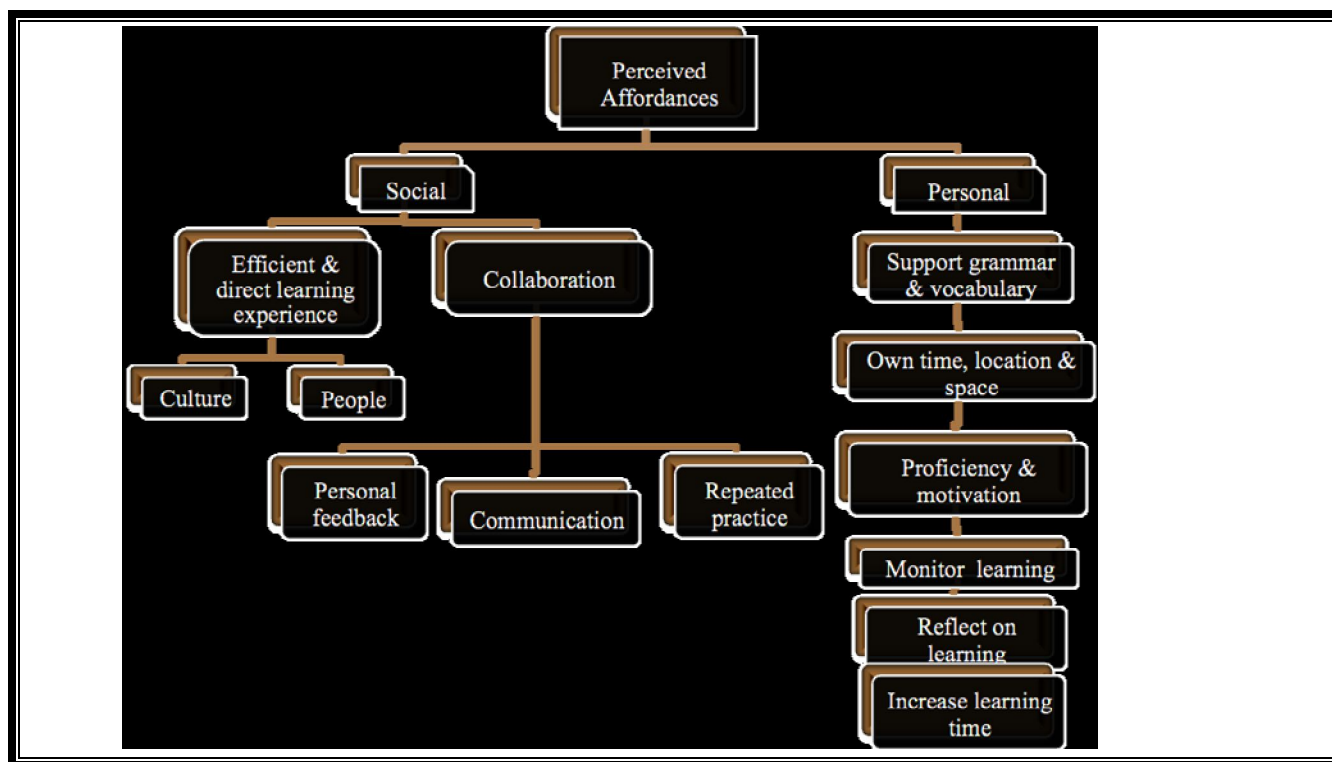 Perceived
Affordances
Social
Personal
Efficient &
direct learning
experience
Collaboration
Support grammar
& vocabulary
Culture
People
Own time, location &
space
Personal
feedback
Communication
Repeated
practice
Proficiency &
motivation
Monitor learning
Reflect on
learning
Increase learning
time